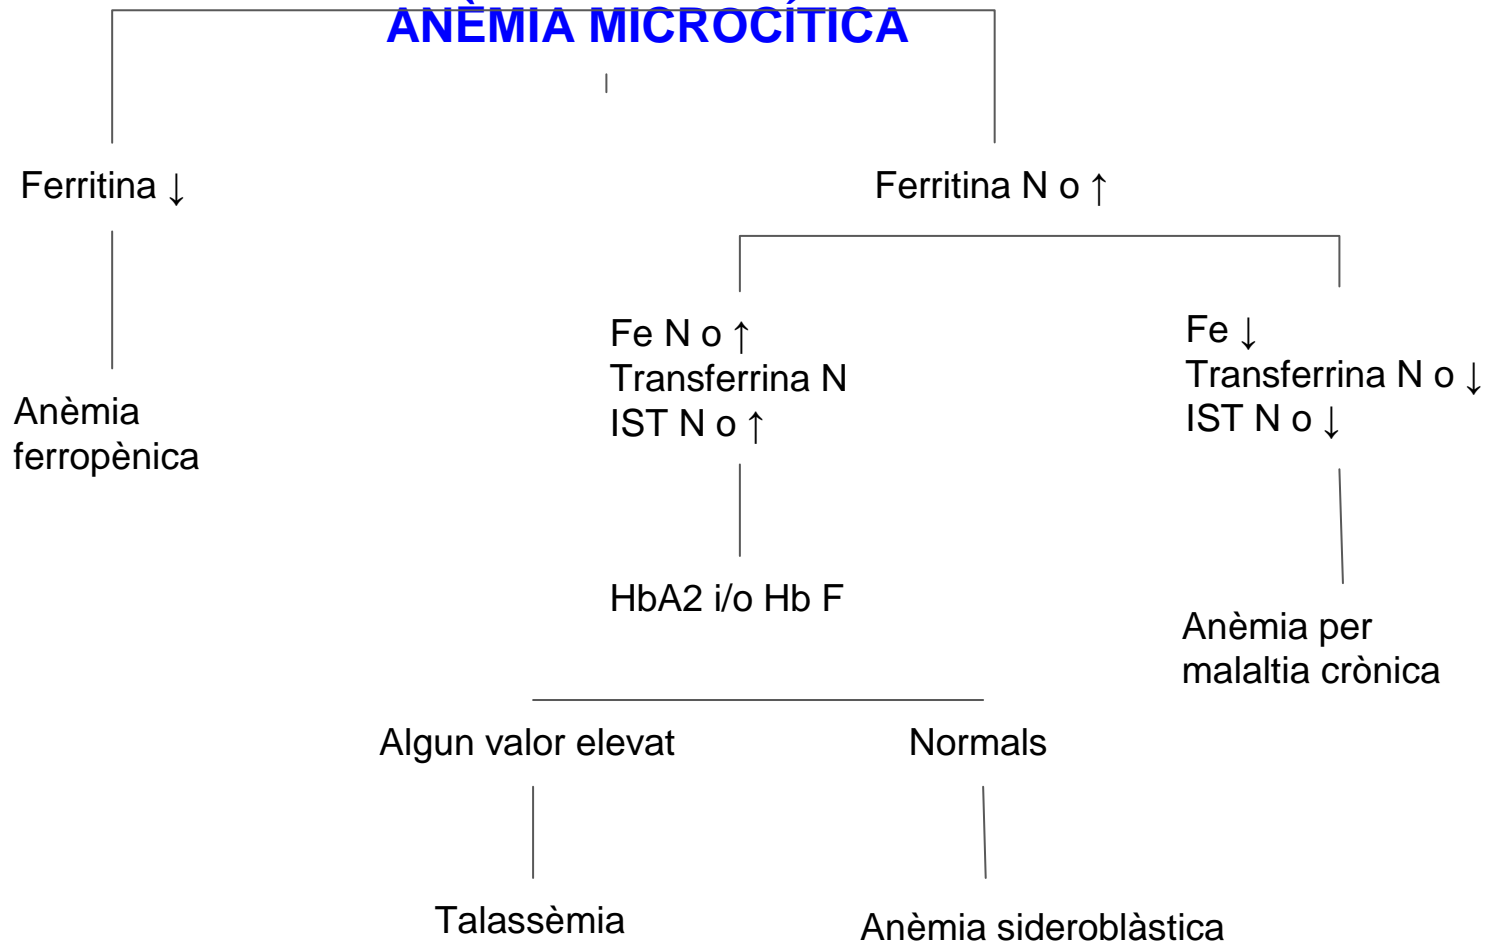 ANÈMIA MICROCÍTICA
Ferritina ↓
Ferritina N o ↑
Fe N o ↑
Transferrina N
IST N o ↑
Fe ↓
Transferrina N o ↓
IST N o ↓
Anèmia
ferropènica
HbA2 i/o Hb F
Anèmia per
malaltia crònica
Algun valor elevat
Normals
Talassèmia
Anèmia sideroblàstica